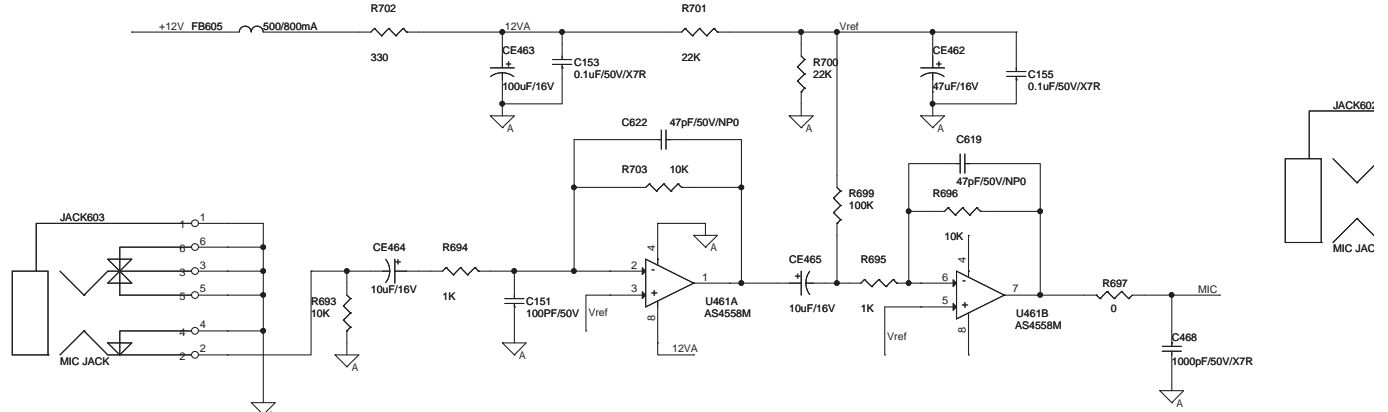 R702
R701
+12V FB605 500/800mA
12VA
Vref
330
22K
CE463
+
100uF/16V
C153
0.1uF/50V/X7R
R700
22K
CE462
+
47uF/16V
C155
0.1uF/50V/X7R
A
A
A
JACK602
C622 47pF/50V/NP0
C619
47pF/50V/NP0
R703 10K
R699
100K
R696
10K
JACK603
1 1
6 6
3 3
5 5
4 4
2 2
MIC JACK
CE464
+
10uF/16V
R694
1K
R693
10K
A
C151
100PF/50V
A
4
A
2 -
3 +
1
8
Vref
U461A
AS4558M
12VA
CE465
+
10uF/16V
R695
1K
4
6 -
5 +
7
8
Vref
U461B
AS4558M
R697
0
MIC
C468
1000pF/50V/X7R
A
MIC JAC